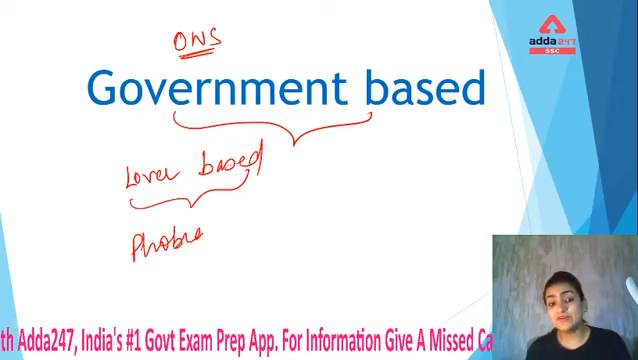 OWS
adda247
SSC
Government based
Lover based
Phobia
th Adda247, India's #1 Govt Exam Prep App. For Information Give A Missed Ca